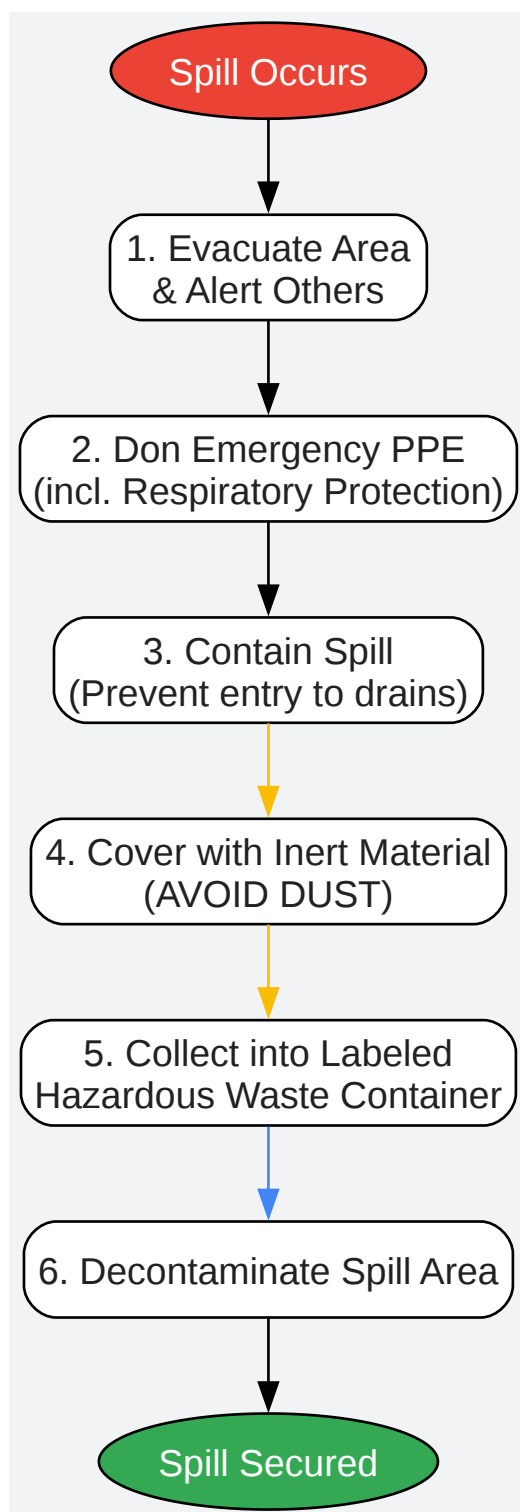 Spill Occurs
1. Evacuate Area
& Alert Others
2. Don Emergency PPE
(incl. Respiratory Protection)
3. Contain Spill
(Prevent entry to drains)
4. Cover with Inert Material
(AVOID DUST)
5. Collect into Labeled
Hazardous Waste Container
6. Decontaminate Spill Area
Spill Secured